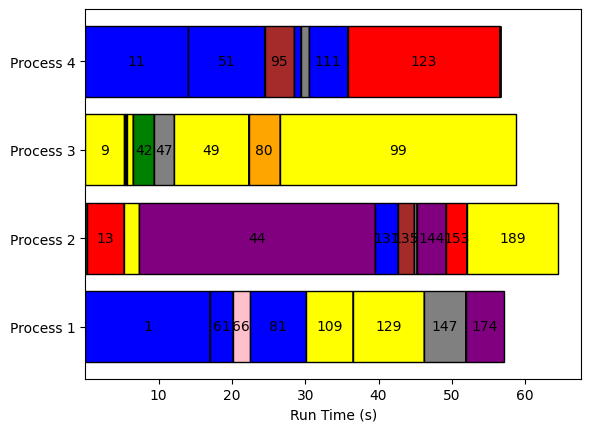 Process 4 11 51 95 111 123
Process 3 9 42 47 49 80 99
Process 2 13 44 131 135 144 153 189
Process 1 1 61 66 81 109 129 147 174
10 20 30 40 50 60
Run Time (s)